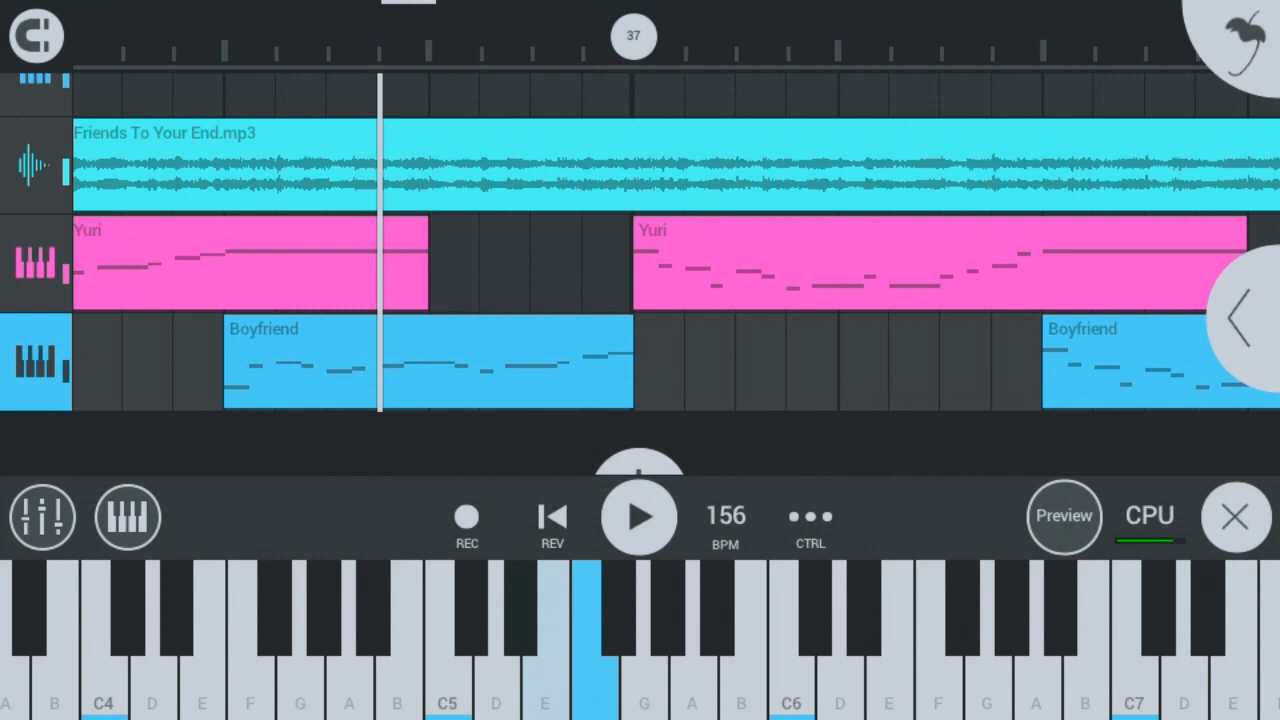 37
Friends To Your End.mp3
Yuri
Yuri
Boyfriend
Boyfriend
156
Preview
CPU
REC
REV
BPM
CTRL
A B C4 D E F G A B C5 D E G A B C6 D E F G A B C7 D E